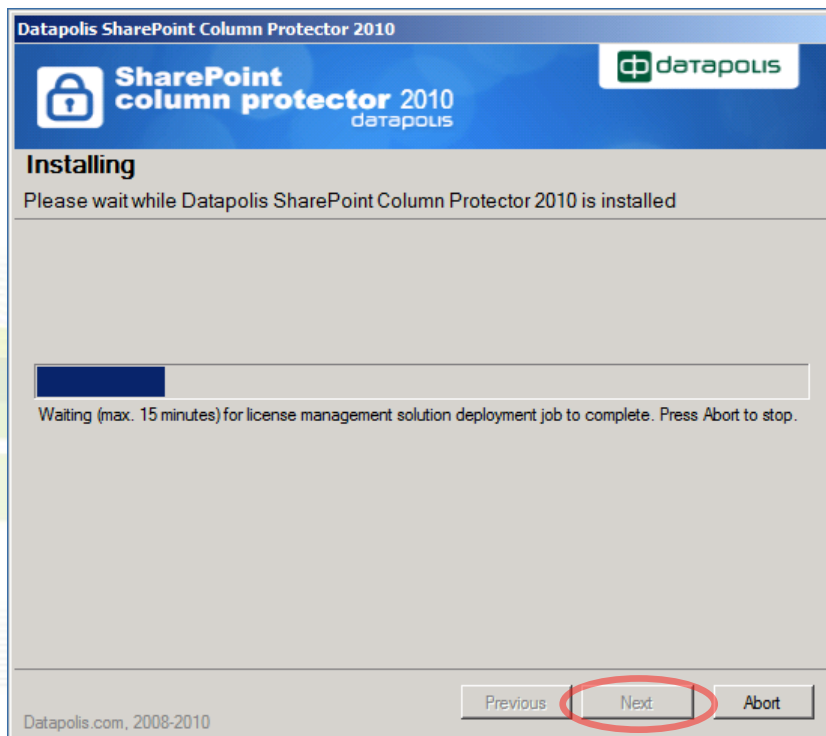 Datapolis SharePoint Column Protector 2010
SharePoint
column protector 2010
datapolis
datapolis
Installing
Please wait while Datapolis SharePoint Column Protector 2010 is installed
Waiting (max. 15 minutes) for license management solution deployment job to complete. Press Abort to stop.
Previous
Next
Abort
Datapolis.com, 2008-2010